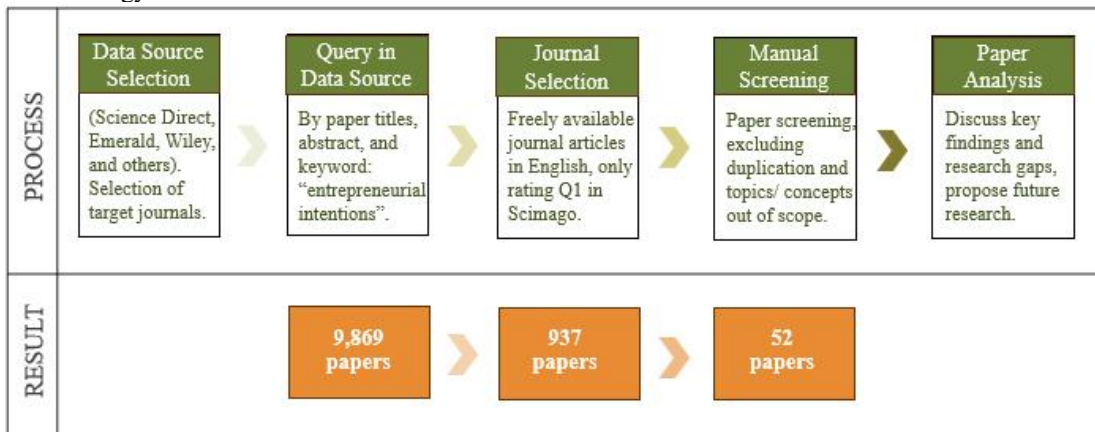 PROCESS
Data Source
Selection
(Science Direct,
Emerald, Wiley,
and others).
Selection of
target journals.
Query in
Data Source
By paper titles,
abstract, and
keyword:
“entrepreneurial
intentions”.
Journal
Selection
Freely available
journal articles
in English, only
rating Q1 in
Scimago.
Manual
Screening
Paper screening,
excluding
duplication and
topics/ concepts
out of scope.
Paper
Analysis
Discuss key
findings and
research gaps,
propose future
research.
RESULT
9,869
papers
937
papers
52
papers